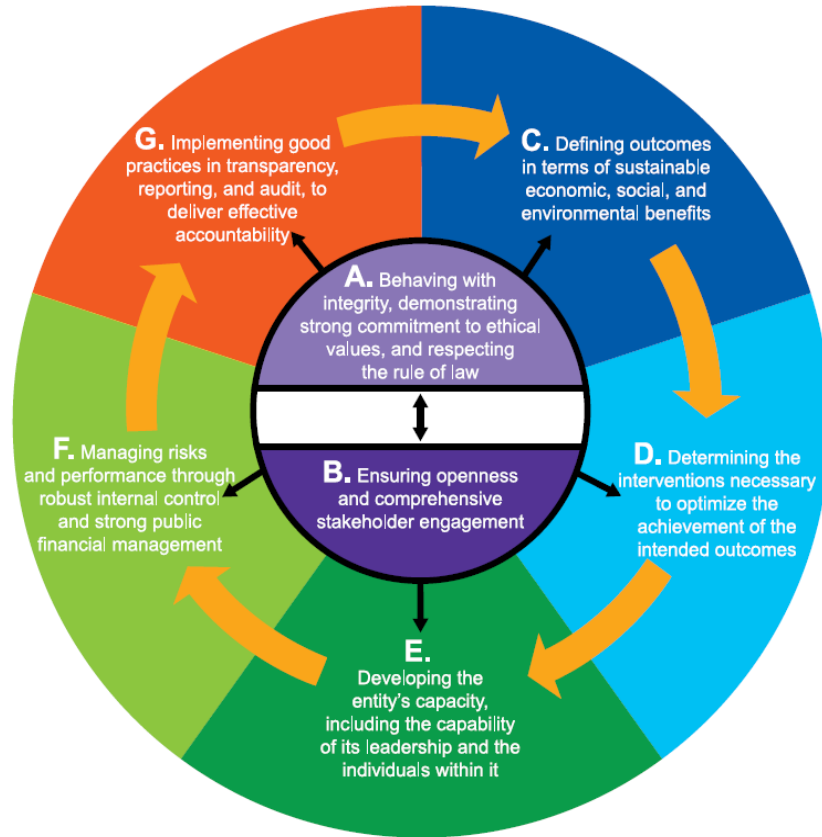 A. Behaving with
integrity, demonstrating
strong commitment to ethical
values, and respecting
the rule of law
B. Ensuring openness
and comprehensive
stakeholder engagement
C. Defining outcomes
in terms of sustainable
economic, social, and
environmental benefits
D. Determining the
interventions necessary
to optimize the
achievement of the
intended outcomes
E.
Developing the
entity's capacity,
including the capability
of its leadership and the
individuals within it
F. Managing risks
and performance through
robust internal control
and strong public
financial management
G. Implementing good
practices in transparency,
reporting, and audit, to
deliver effective
accountability